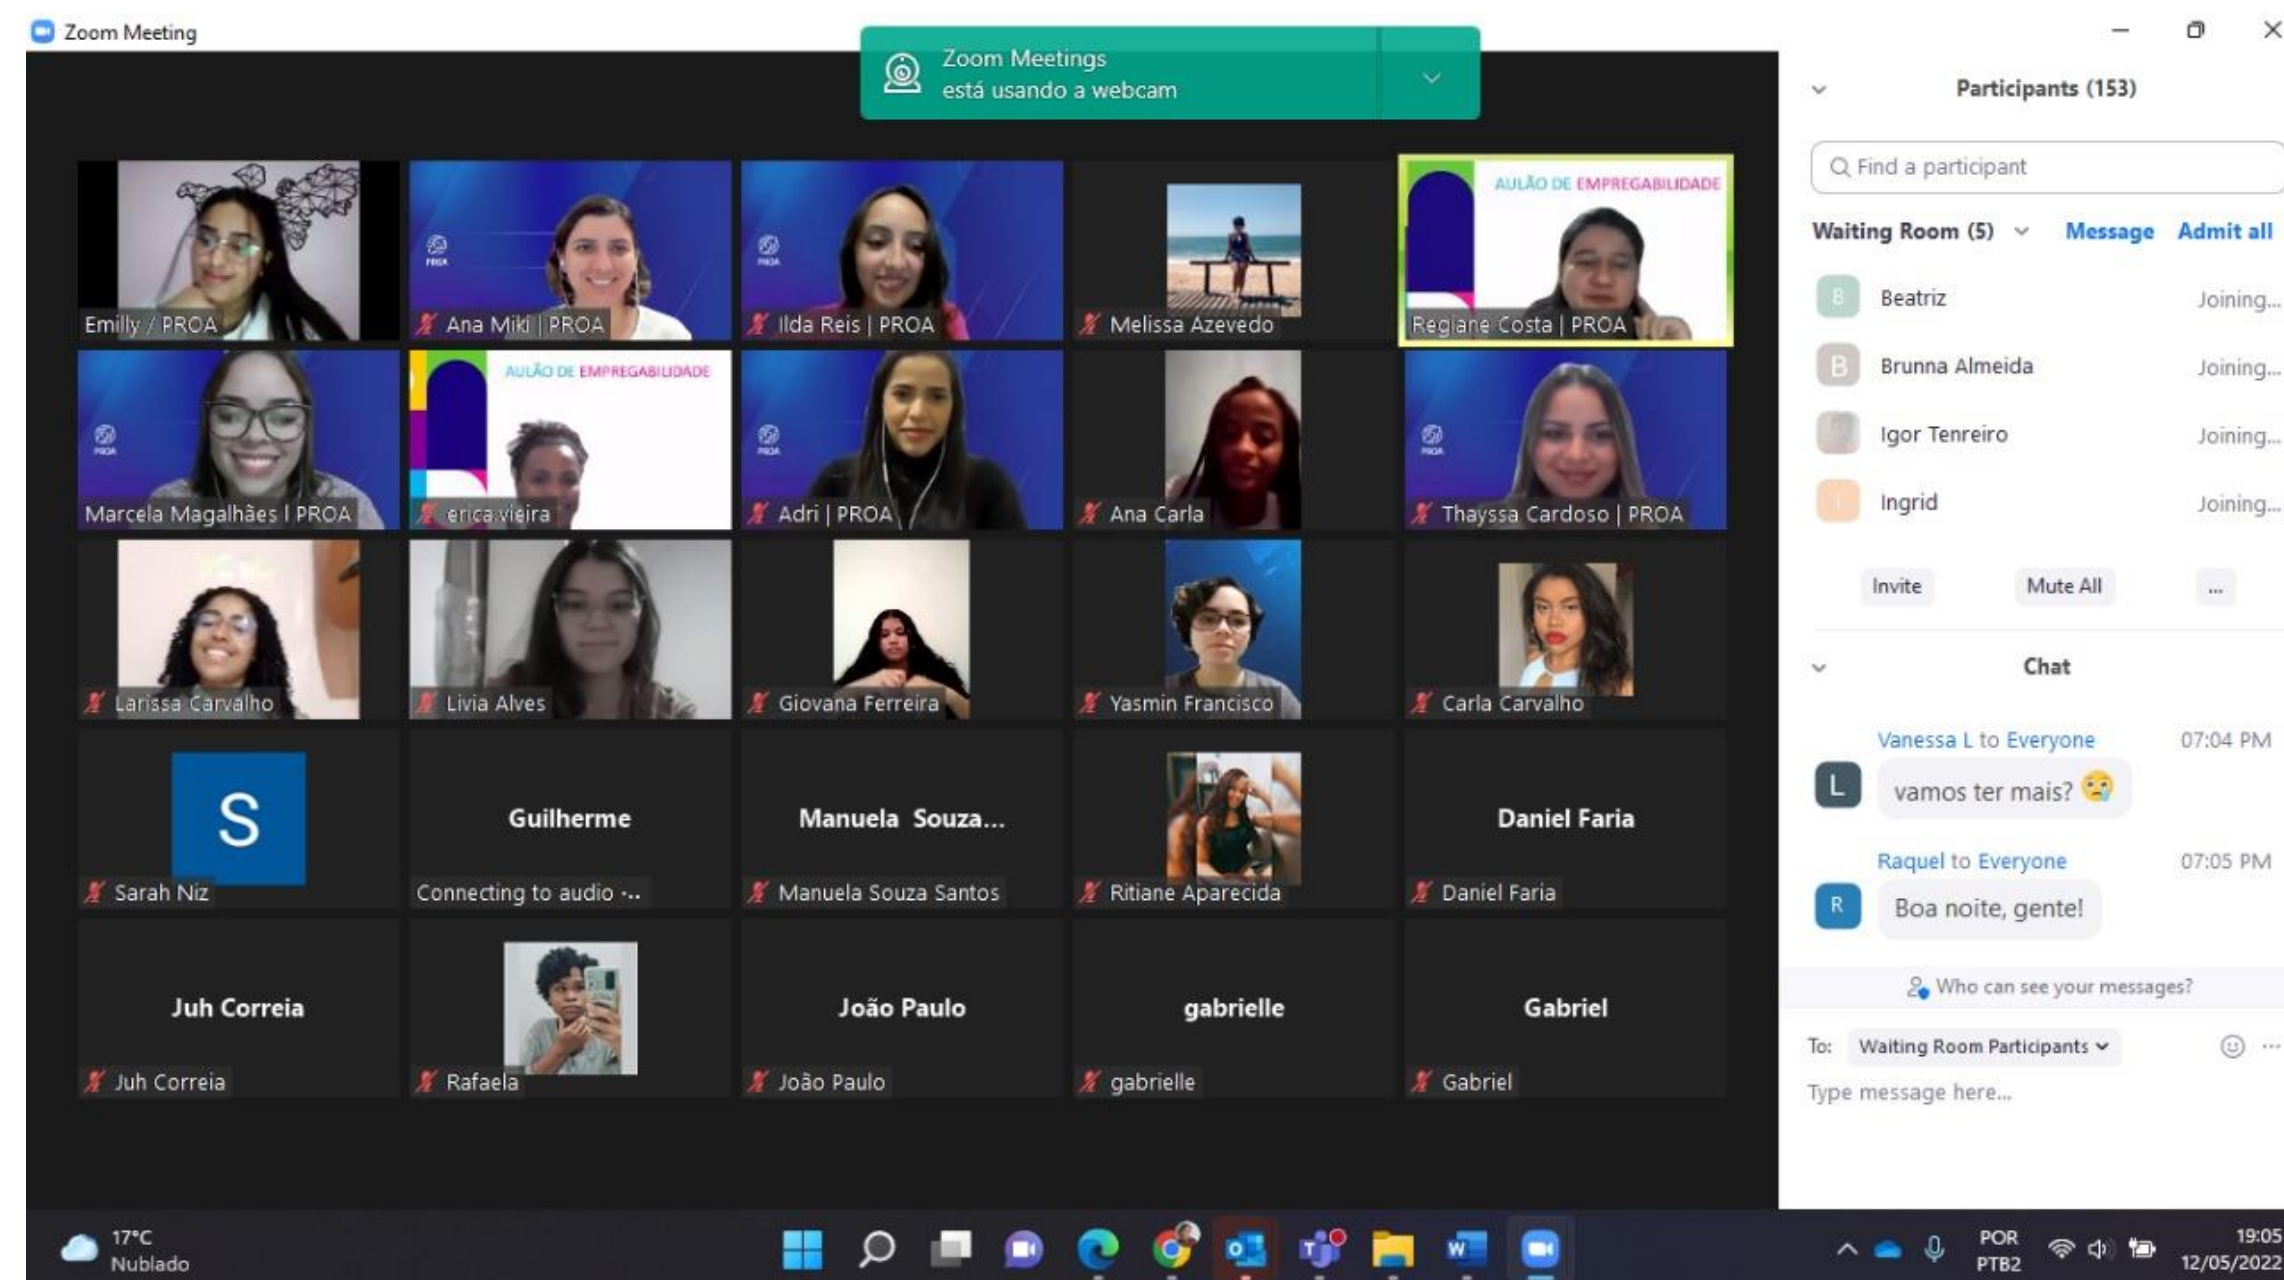 Zoom Meeting
Zoom Meetings
está usando a webcam
AULÃO DE EMPREGABILIDADE
PROA
PROA
Emilly / PROA
Ana Miki | PROA
Ilda Reis | PROA
Melissa Azevedo
Regiane Costa | PROA
AULÃO DE EMPREGABILIDADE
PROA
PROA
PROA
Marcela Magalhães l PROA
erica.vieira
Adri | PROA
Ana Carla
Thayssa Cardoso | PROA
Larissa Carvalho
Livia Alves
Giovana Ferreira
Yasmin Francisco
Carla Carvalho
S
Guilherme
Manuela Souza...
Daniel Faria
Sarah Niz
Connecting to audio ·..
Manuela Souza Santos
Ritiane Aparecida
Daniel Faria
Juh Correia
João Paulo
gabrielle
Gabriel
Juh Correia
Rafaela
João Paulo
gabrielle
Gabriel
Participants (153)
Find a participant
Waiting Room (5) Message Admit all
B Beatriz Joining...
B Brunna Almeida Joining...
Igor Tenreiro Joining...
I Ingrid Joining...
Invite Mute All ...
Chat
Vanessa L to Everyone 07:04 PM
L vamos ter mais?
Raquel to Everyone 07:05 PM
R Boa noite, gente!
Who can see your messages?
To: Waiting Room Participants
Type message here...
17°C
Nublado
POR
PTB2
19:05
12/05/2022